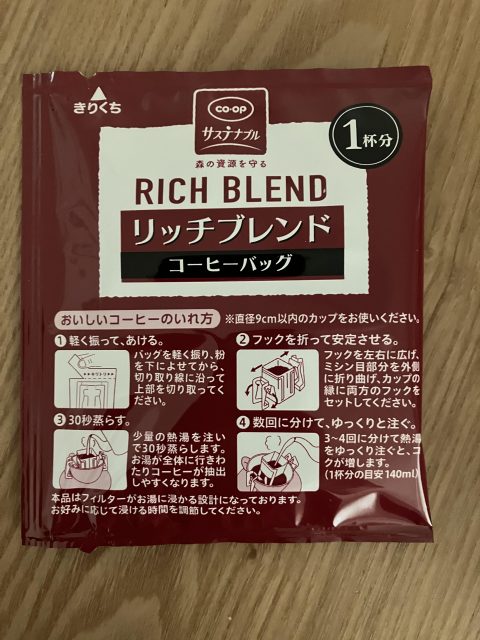 きりくち
CO・OP
サステナブル
森の資源を守る
1杯分
RICH BLEND
リッチブレンド
コーヒーバッグ
おいしいコーヒーのいれ方 ※直径9cm以内のカップをお使いください。
1 軽く振って、あける。
キリトリ
バッグを軽く振り、粉
を下によせてから、
切り取り線に沿って
上部を切り取ってく
ださい。
2 フックを折って安定させる。
フックを左右に広げ、
ミシン目部分を外側
に折り曲げ、カップの
縁に両方のフックを
セットしてください。
3 30秒蒸らす。
少量の熱湯を注い
で30秒蒸らします。
お湯が全体に行きわ
たりコーヒーが抽出
しやすくなります。
4 数回に分けて、ゆっくりと注ぐ。
3~4回に分けて熱湯
をゆっくり注ぐと、コ
クが増します。
(1杯分の目安 140ml)
本品はフィルターがお湯に浸かる設計になっております。
お好みに応じて浸ける時間を調節してください。